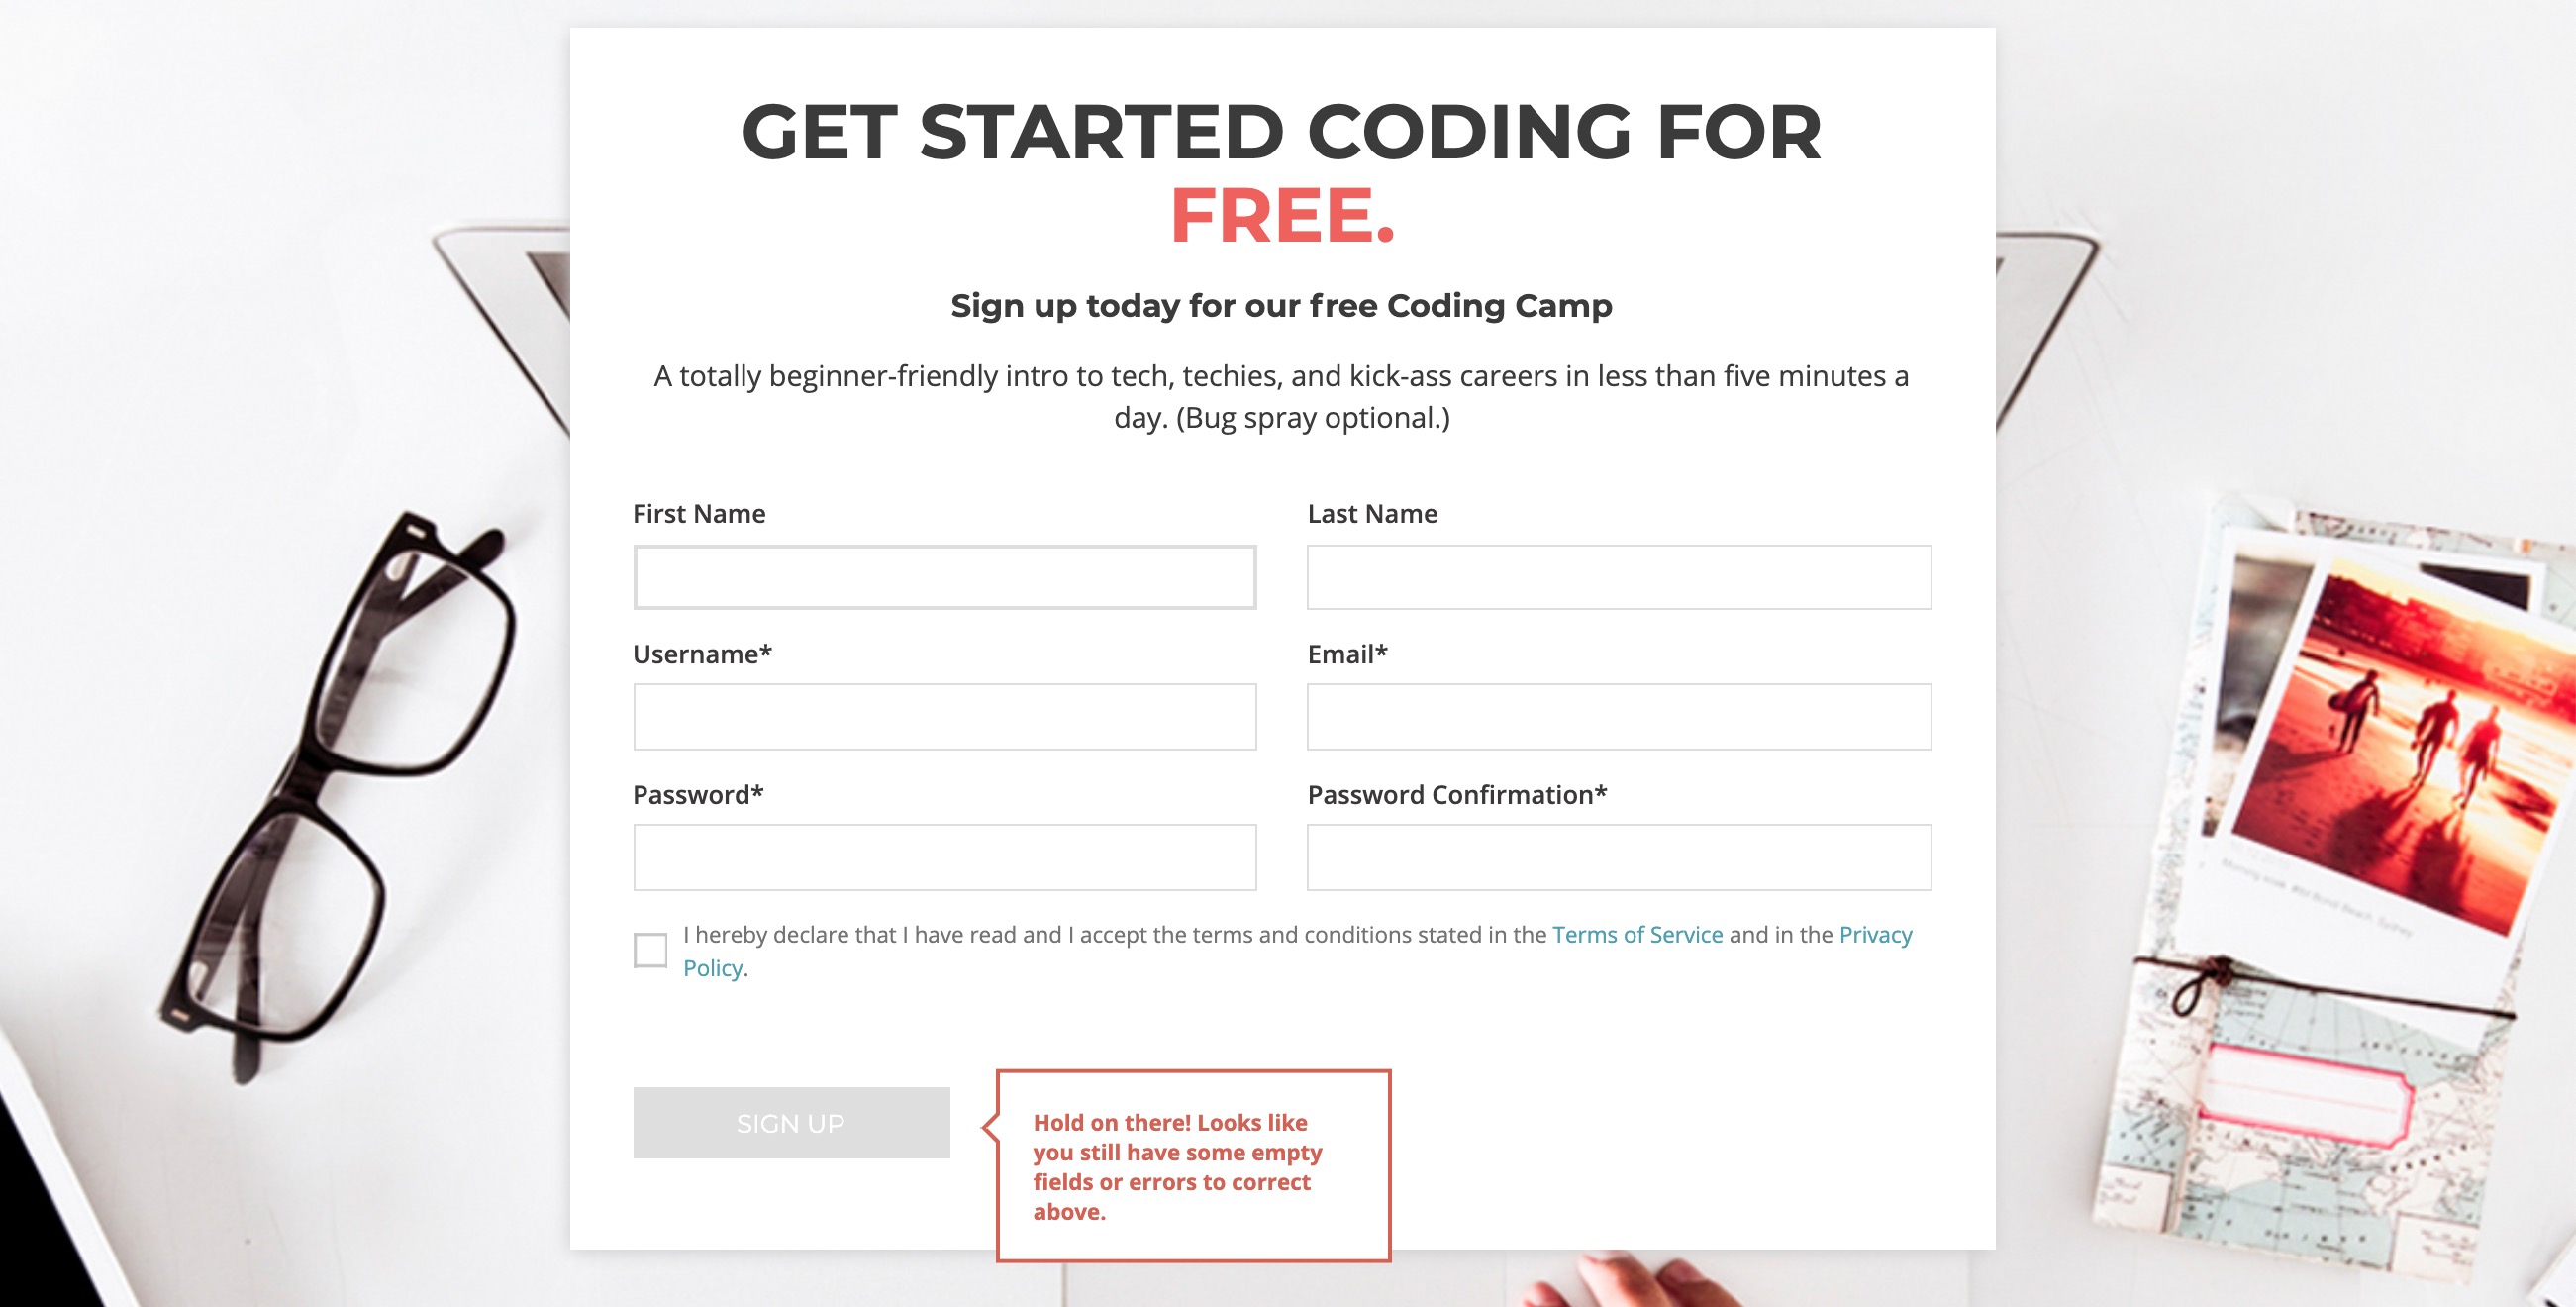 GET STARTED CODING FOR
FREE.
Sign up today for our free Coding Camp
A totally beginner-friendly intro to tech, techies, and kick-ass careers in less than five minutes a
day. (Bug spray optional.)
First Name
Last Name
Username*
Email*
Password*
Password Confirmation*
I hereby declare that I have read and I accept the terms and conditions stated in the Terms of Service and in the Privacy
Policy.
SIGN UP
Hold on there! Looks like
you still have some empty
fields or errors to correct
above.